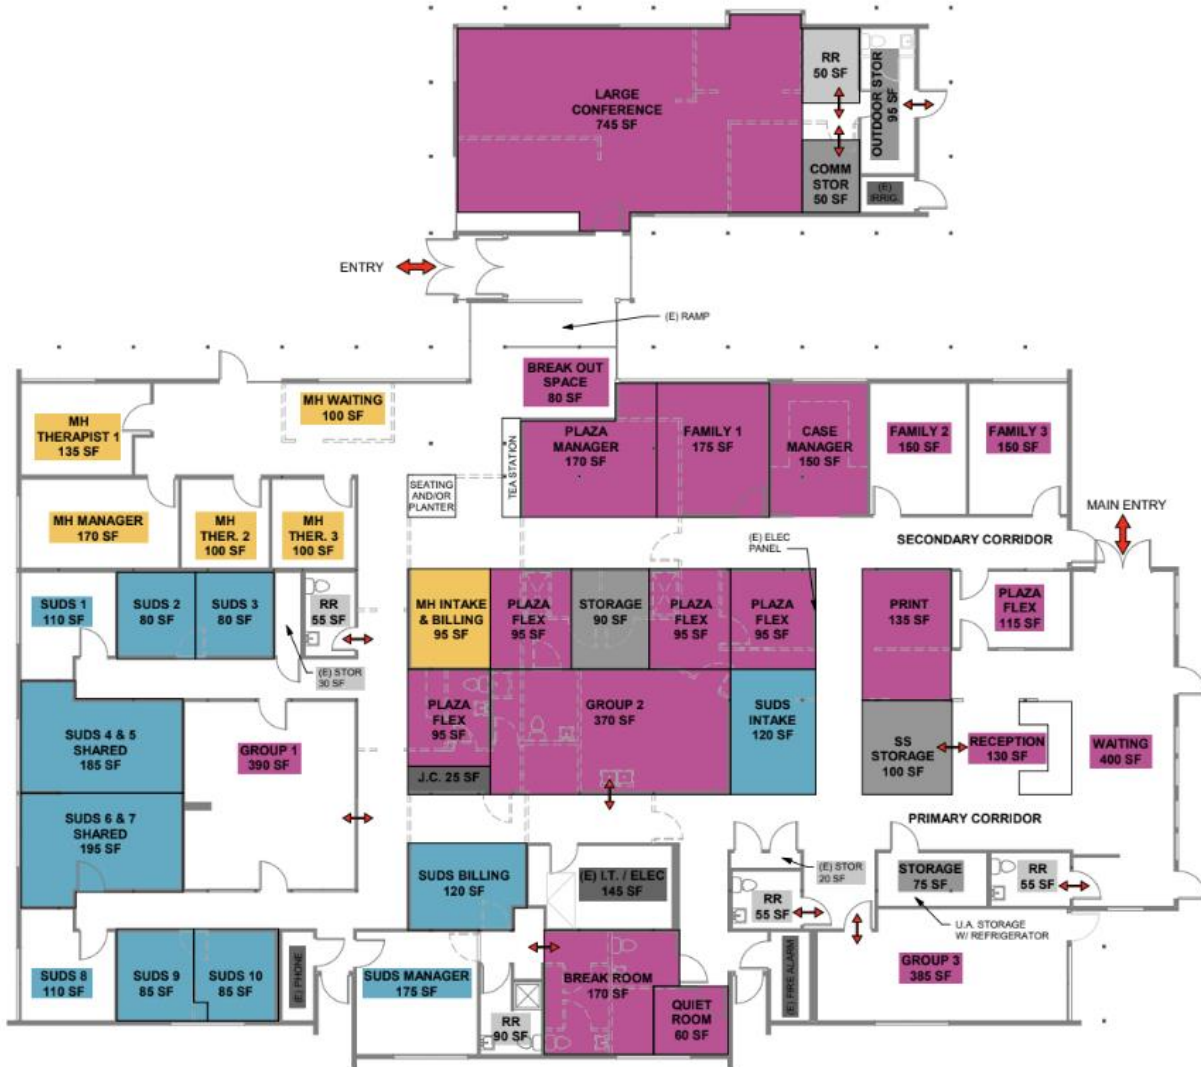 LARGE
CONFERENCE
745 SF
RR
50 SF
OUTDOOR STOR
95 SF
COMM
STOR
50 SF
(E)
IRRIG.
ENTRY
(E) RAMP
BREAK OUT
SPACE
80 SF
MH WAITING
100 SF
MH
THERAPIST 1
135 SF
PLAZA
MANAGER
170 SF
FAMILY 1
175 SF
CASE
MANAGER
150 SF
FAMILY 2
150 SF
FAMILY 3
150 SF
TEA STATION
SEATING
AND/OR
PLANTER
MH MANAGER
170 SF
MH
THER. 2
100 SF
MH
THER. 3
100 SF
MAIN ENTRY
(E) ELEC
PANEL
SECONDARY CORRIDOR
SUDS 1
110 SF
SUDS 2
80 SF
SUDS 3
80 SF
RR
55 SF
(E) STOR
30 SF
MH INTAKE
& BILLING
95 SF
PLAZA
FLEX
95 SF
STORAGE
90 SF
PLAZA
FLEX
95 SF
PLAZA
FLEX
95 SF
PRINT
135 SF
PLAZA
FLEX
115 SF
SUDS 4 & 5
SHARED
185 SF
GROUP 1
390 SF
PLAZA
FLEX
95 SF
J.C. 25 SF
GROUP 2
370 SF
SUDS
INTAKE
120 SF
SS
STORAGE
100 SF
RECEPTION
130 SF
WAITING
400 SF
SUDS 6 & 7
SHARED
195 SF
PRIMARY CORRIDOR
SUDS BILLING
120 SF
(E) I.T. / ELEC
145 SF
(E) STOR
20 SF
RR
55 SF
STORAGE
75 SF
RR
55 SF
U.A. STORAGE
W/ REFRIGERATOR
SUDS 8
110 SF
SUDS 9
85 SF
SUDS 10
85 SF
(E) PHONE
SUDS MANAGER
175 SF
RR
90 SF
BREAK ROOM
170 SF
QUIET
ROOM
60 SF
(E) FIRE ALARM
GROUP 3
385 SF